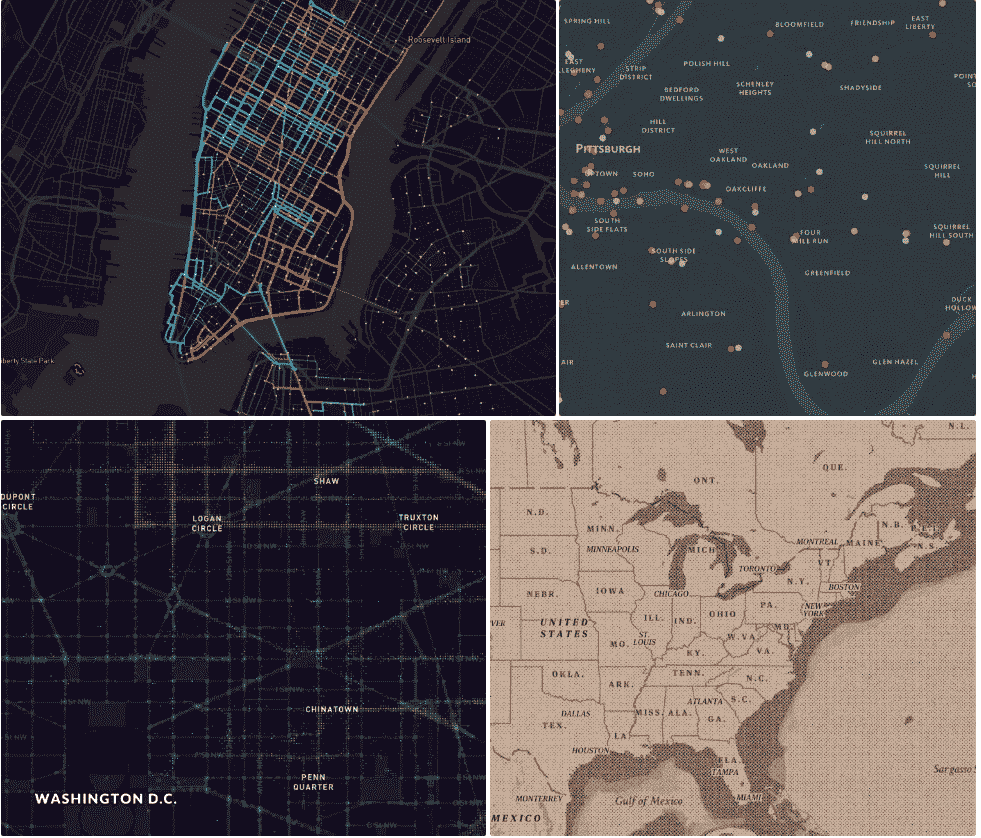 Roosevelt Island
iberty State Park
SPRING HILL
BLOOMFIELD
FRIENDSHIP
EAST
LIBERTY
EAST
LLEGHENY
STRIP
DISTRICT
POLISH HILL
BEDFORD
DWELLINGS
SCHENLEY
HEIGHTS
SHADYSIDE
POINT
HILL
DISTRICT
SQUIRREL
HILL NORTH
PITTSBURGH
WEST
OAKLAND
OAKLAND
SQUIRREL
HILL
PTOWN
SOHO
OAKCLIFFE
SOUTH
SIDE FLATS
FOUR
MILE RUN
SQUIRREL
HILL SOUTH
SOUTH SIDE
SLOPES
ALLENTOWN
GREENFIELD
ER
DUCK
HOLLOW
ARLINGTON
SAINT CLAIR
AIR
GLEN HAZEL
GLENWOOD
DUPONT
CIRCLE
SHAW
LOGAN
CIRCLE
TRUXTON
CIRCLE
CHINATOWN
PENN
QUARTER
WASHINGTON D.C.
N.L.
QUE.
ONT.
N.D.
MINN.
N.B.
P.E.I.
MAINE
N.S.
MONTREAL
S.D.
MINNEAPOLIS
MICH
VT.
TORONTO
N.Y.
BOSTON
NEBR.
IOWA
CHICAGO
PA.
NEW
YORK
ILL.
IND.
OHIO
MD.
VER
UNITED
STATES
MO.
ST.
LOUIS
W.VA.
KY.
VA.
OKLA.
TENN.
N.C.
ARK.
ATLANTA
S.C.
DALLAS
MISS.
ALA.
GA.
TEX.
LA
HOUSTON
FLA.
TAMPA
Sargasso S
MONTERREY
Gulf of Mexico
MIAMI
MEXICO